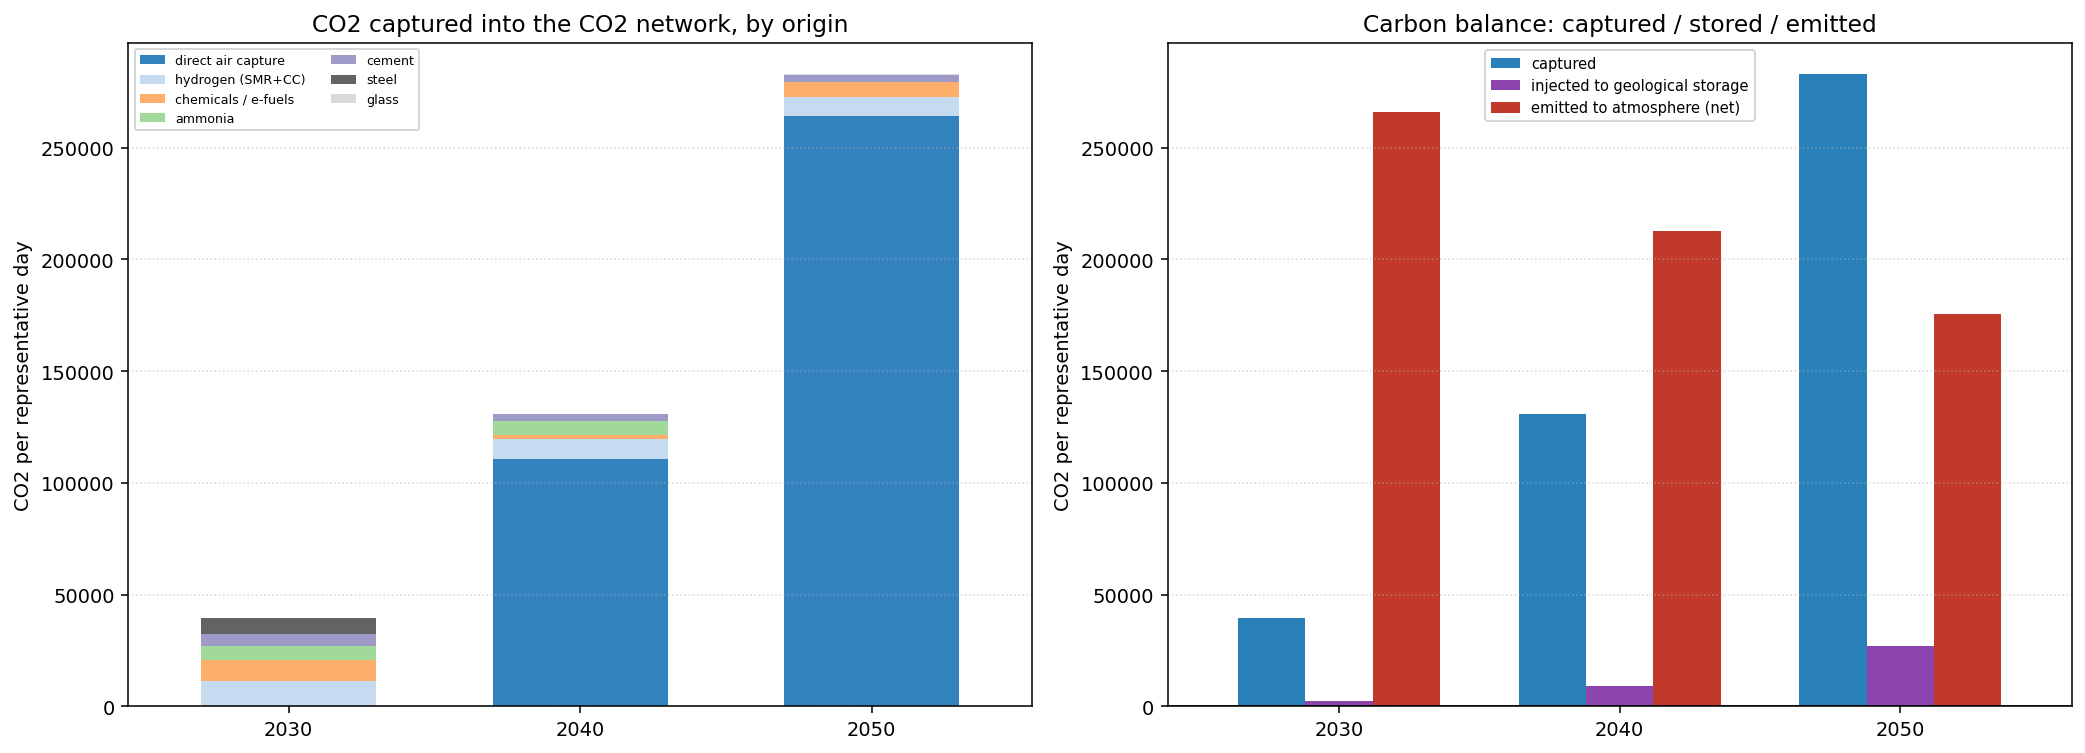 CO2 captured into the CO2 network, by origin
direct air capture
hydrogen (SMR+CC)
chemicals / e-fuels
ammonia
cement
steel
glass
CO2 per representative day
250000
200000
150000
100000
50000
0
2030 2040 2050
Carbon balance: captured / stored / emitted
captured
injected to geological storage
emitted to atmosphere (net)
CO2 per representative day
250000
200000
150000
100000
50000
0
2030 2040 2050